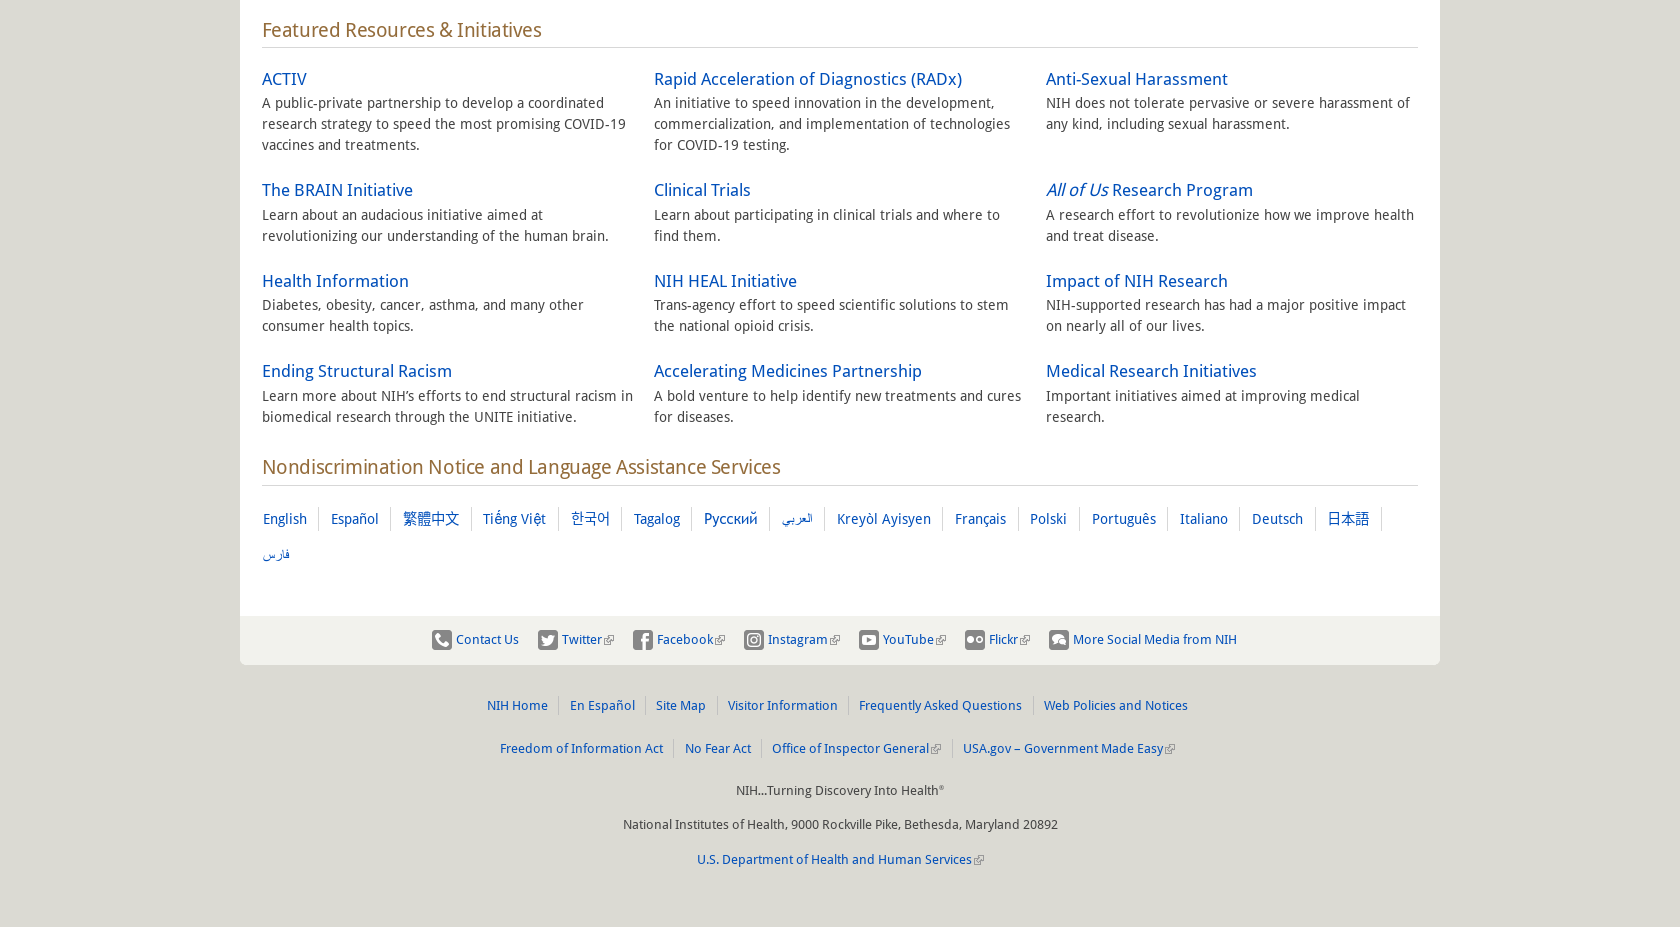 Featured Resources & Initiatives
ACTIV
A public-private partnership to develop a coordinated
research strategy to speed the most promising COVID-19
vaccines and treatments.
Rapid Acceleration of Diagnostics (RADx)
An initiative to speed innovation in the development,
commercialization, and implementation of technologies
for COVID-19 testing.
Anti-Sexual Harassment
NIH does not tolerate pervasive or severe harassment of
any kind, including sexual harassment.
The BRAIN Initiative
Learn about an audacious initiative aimed at
revolutionizing our understanding of the human brain.
Clinical Trials
Learn about participating in clinical trials and where to
find them.
All of Us Research Program
A research effort to revolutionize how we improve health
and treat disease.
Health Information
Diabetes, obesity, cancer, asthma, and many other
consumer health topics.
NIH HEAL Initiative
Trans-agency effort to speed scientific solutions to stem
the national opioid crisis.
Impact of NIH Research
NIH-supported research has had a major positive impact
on nearly all of our lives.
Ending Structural Racism
Learn more about NIH’s efforts to end structural racism in
biomedical research through the UNITE initiative.
Accelerating Medicines Partnership
A bold venture to help identify new treatments and cures
for diseases.
Medical Research Initiatives
Important initiatives aimed at improving medical
research.
Nondiscrimination Notice and Language Assistance Services
English Español 繁體中文 Tiếng Việt 한국어 Tagalog Русский العربي Kreyòl Ayisyen Français Polski Português Italiano Deutsch 日本語
فارس
Contact Us Twitter Facebook Instagram YouTube Flickr More Social Media from NIH
NIH Home En Español Site Map Visitor Information Frequently Asked Questions Web Policies and Notices
Freedom of Information Act No Fear Act Office of Inspector General USA.gov – Government Made Easy
NIH...Turning Discovery Into Health®
National Institutes of Health, 9000 Rockville Pike, Bethesda, Maryland 20892
U.S. Department of Health and Human Services